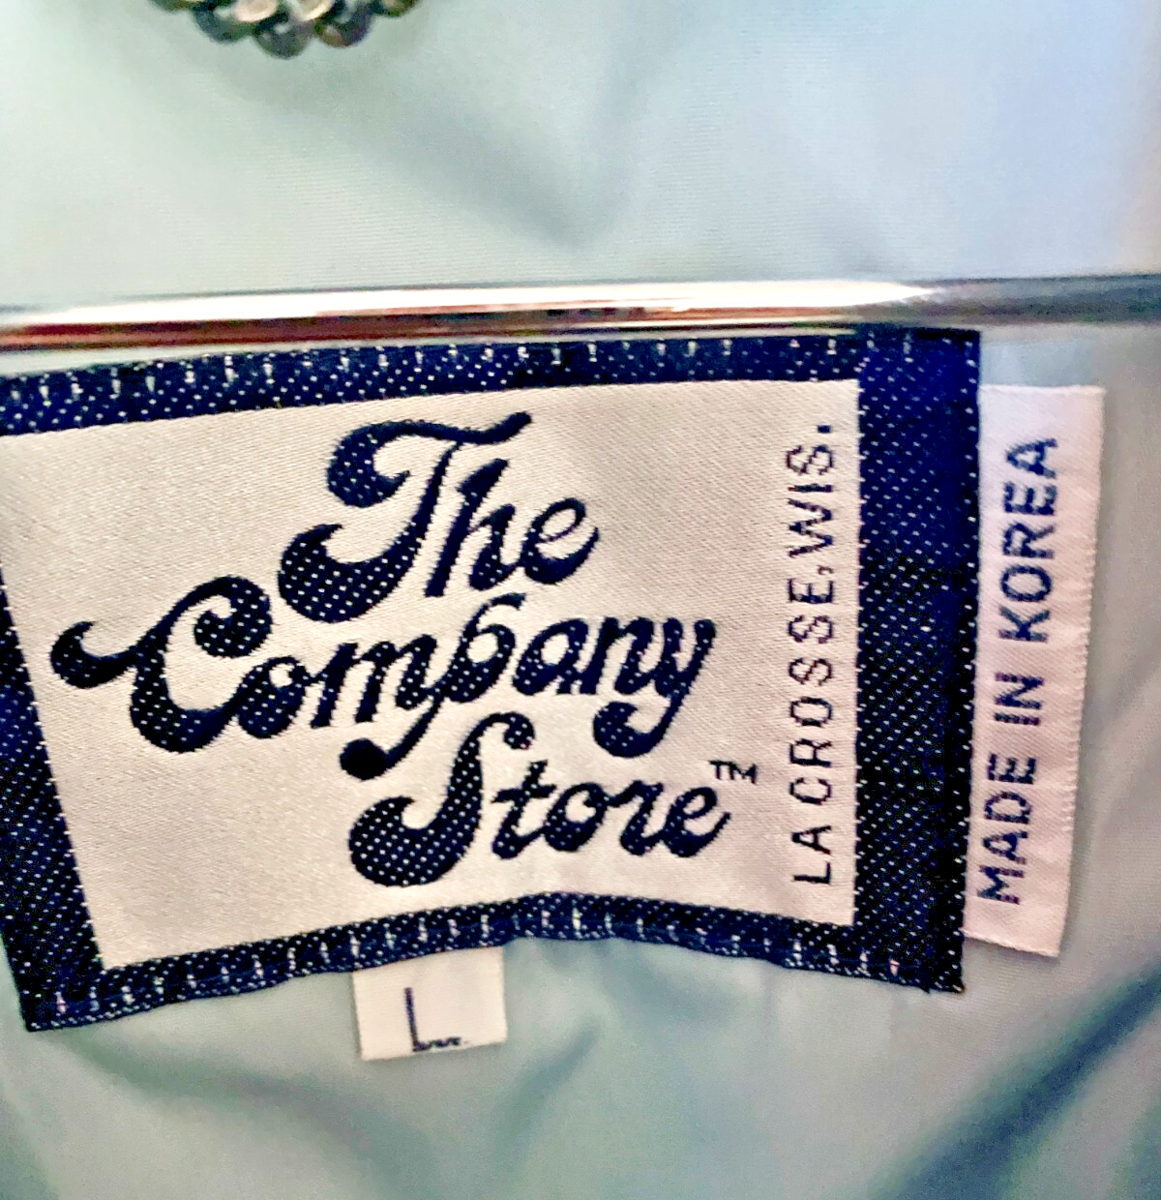 The
Company
Store™
LA CROSSE, WIS.
MADE IN KOREA
L